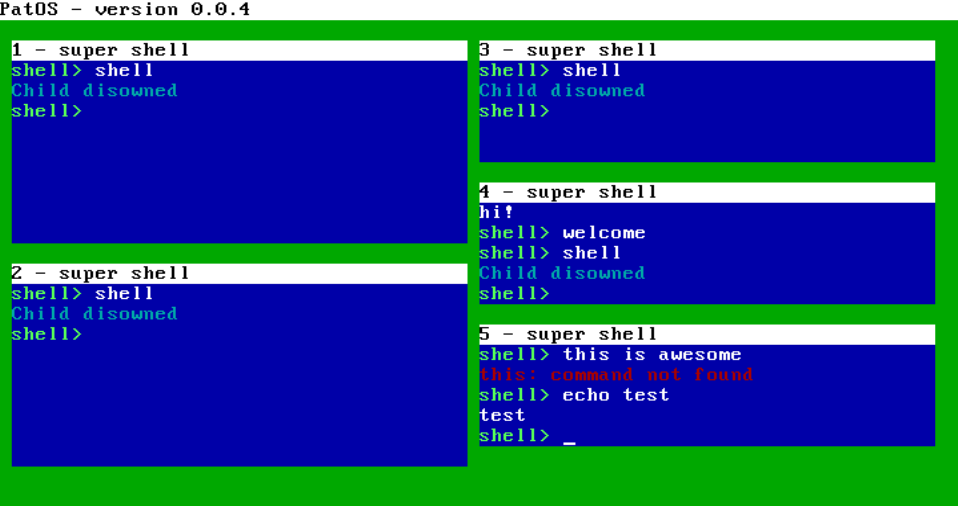 PatOS - version 0.0.4
1 - super shell
shell> shell
Child disowned
shell>
2 - super shell
shell> shell
Child disowned
shell>
3 - super shell
shell> shell
Child disowned
shell>
4 - super shell
hi!
shell> welcome
shell> shell
Child disowned
shell>
5 - super shell
shell> this is awesome
this: command not found
shell> echo test
test
shell> _